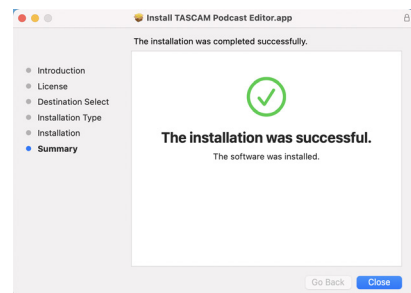 Install TASCAM Podcast Editor.app
The installation was completed successfully.
Introduction
License
Destination Select
Installation Type
Installation
Summary
The installation was successful.
The software was installed.
Go Back
Close